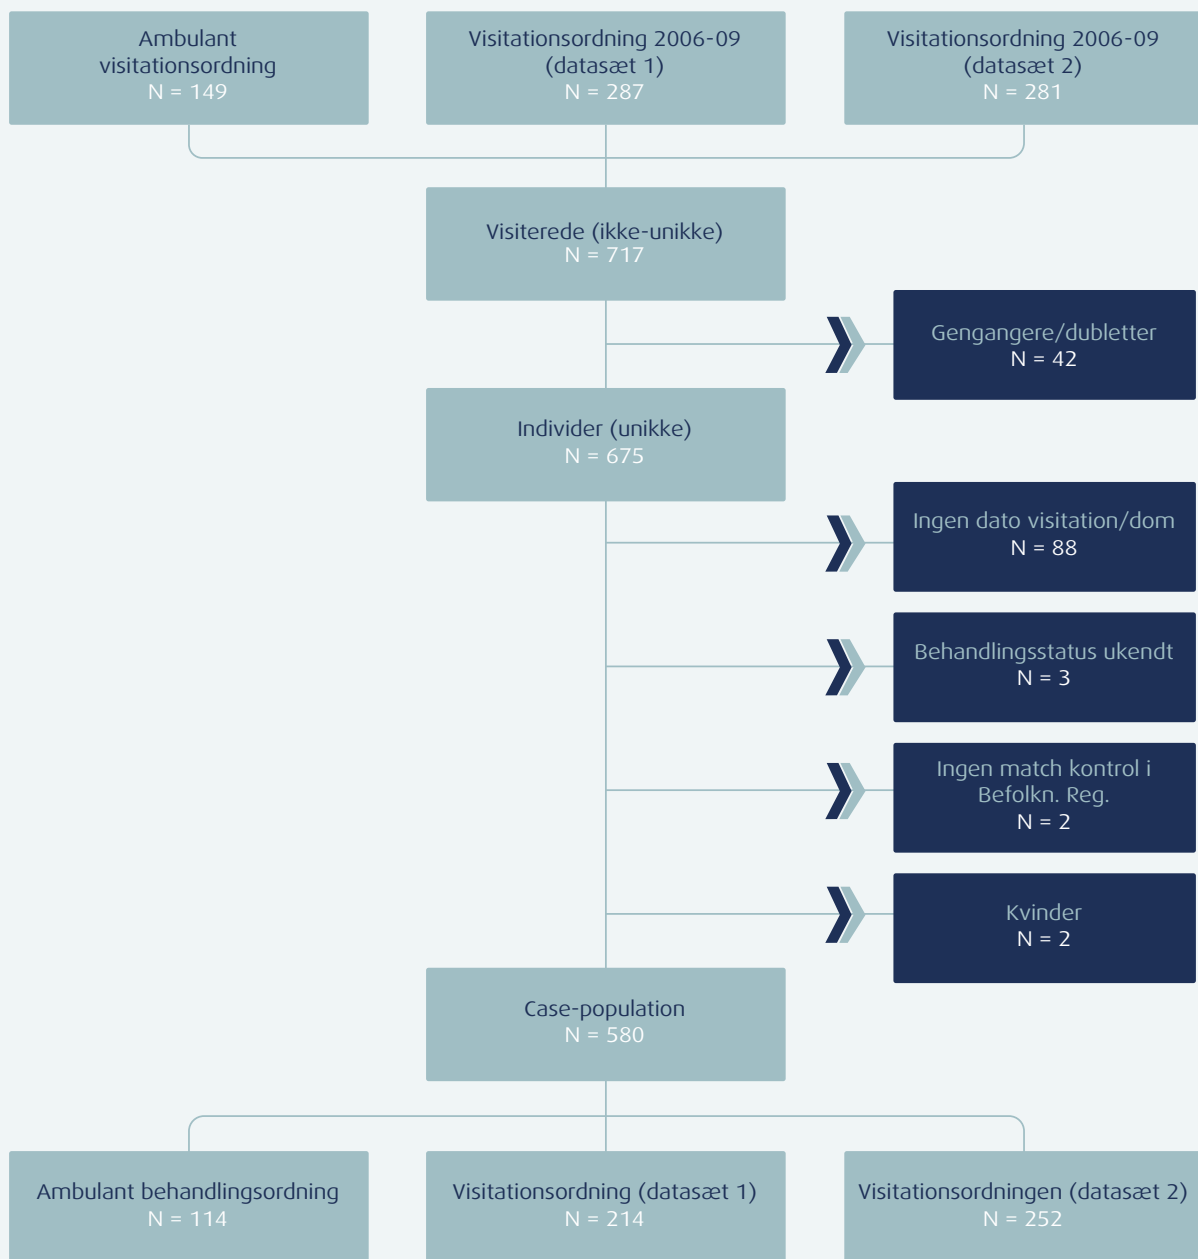 Ambulant
visitationsordning
N = 149
Visitationsordning 2006-09
(datasæt 1)
N = 287
Visitationsordning 2006-09
(datasæt 2)
N = 281
Visiterede (ikke-unikke)
N = 717
Gengangere/dubletter
N = 42
Individer (unikke)
N = 675
Ingen dato visitation/dom
N = 88
Behandlingsstatus ukendt
N = 3
Ingen match kontrol i
Befolkn. Reg.
N = 2
Kvinder
N = 2
Case-population
N = 580
Ambulant behandlingsordning
N = 114
Visitationsordning (datasæt 1)
N = 214
Visitationsordningen (datasæt 2)
N = 252